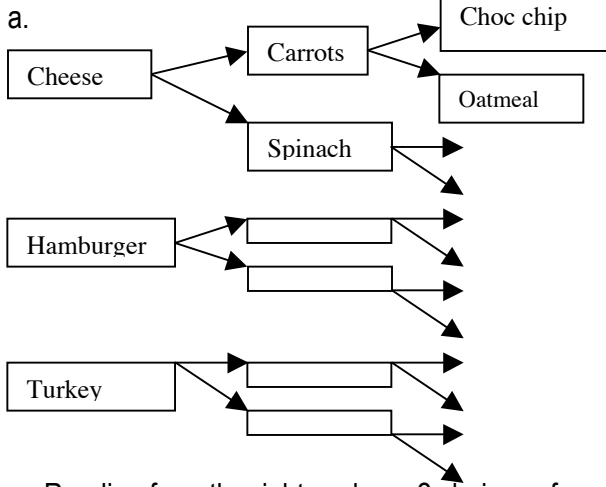 a.
Choc chip
Carrots
Cheese
Oatmeal
Spinach
Hamburger
Turkey